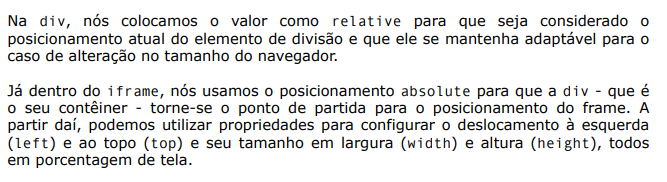 Na div, nós colocamos o valor como relative para que seja considerado o
posicionamento atual do elemento de divisão e que ele se mantenha adaptável para o
caso de alteração no tamanho do navegador.
Já dentro do iframe, nós usamos o posicionamento absolute para que a div - que é
o seu contêiner - torne-se o ponto de partida para o posicionamento do frame. A
partir daí, podemos utilizar propriedades para configurar o deslocamento à esquerda
(left) e ao topo (top) e seu tamanho em largura (width) e altura (height), todos
em porcentagem de tela.